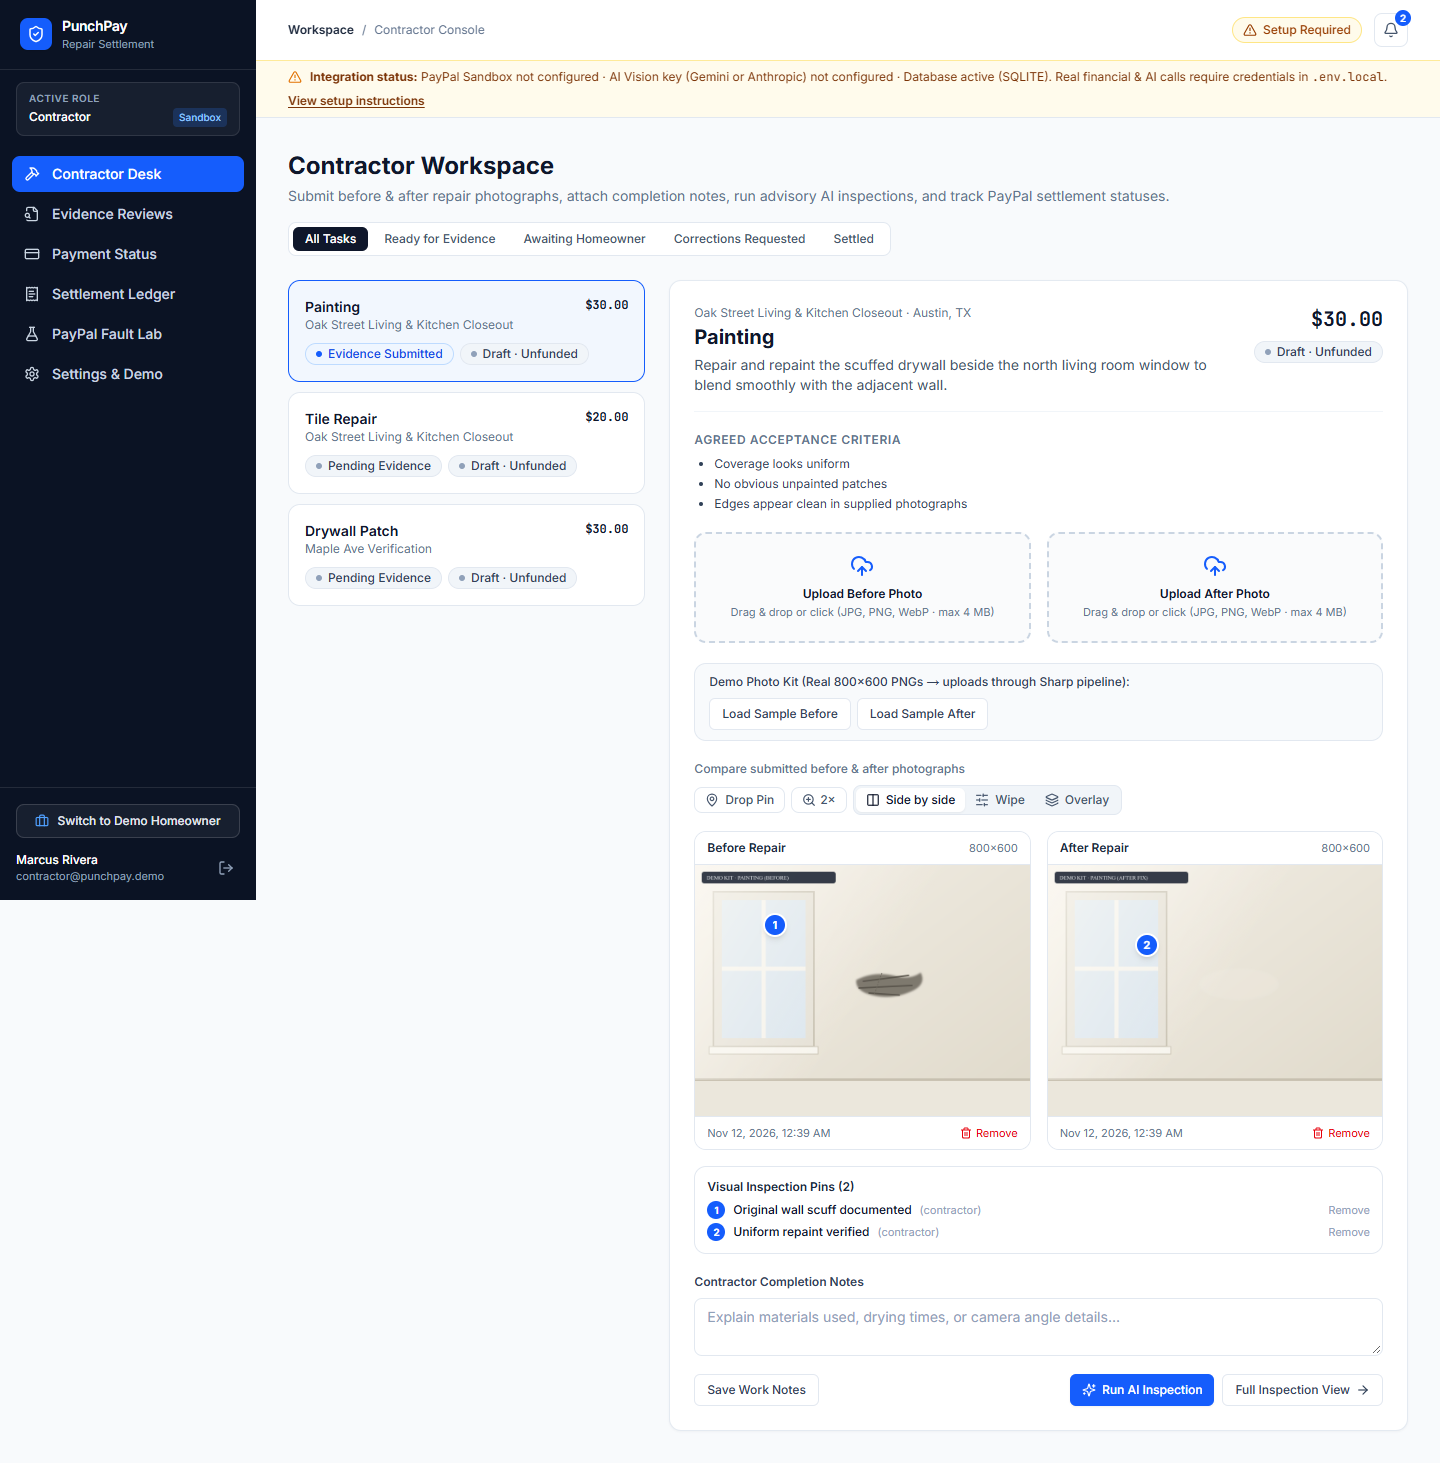 PunchPay
Repair Settlement
ACTIVE ROLE
Contractor
Sandbox
Contractor Desk
Evidence Reviews
Payment Status
Settlement Ledger
PayPal Fault Lab
Settings & Demo
Switch to Demo Homeowner
Marcus Rivera
contractor@punchpay.demo
Workspace / Contractor Console
Setup Required
2
Integration status: PayPal Sandbox not configured · AI Vision key (Gemini or Anthropic) not configured · Database active (SQLITE). Real financial & AI calls require credentials in .env.local.
View setup instructions
Contractor Workspace
Submit before & after repair photographs, attach completion notes, run advisory AI inspections, and track PayPal settlement statuses.
All Tasks
Ready for Evidence
Awaiting Homeowner
Corrections Requested
Settled
Painting
$30.00
Oak Street Living & Kitchen Closeout
Evidence Submitted
Draft · Unfunded
Tile Repair
$20.00
Oak Street Living & Kitchen Closeout
Pending Evidence
Draft · Unfunded
Drywall Patch
$30.00
Maple Ave Verification
Pending Evidence
Draft · Unfunded
Oak Street Living & Kitchen Closeout · Austin, TX
Painting
$30.00
Draft · Unfunded
Repair and repaint the scuffed drywall beside the north living room window to
blend smoothly with the adjacent wall.
AGREED ACCEPTANCE CRITERIA
• Coverage looks uniform
• No obvious unpainted patches
• Edges appear clean in supplied photographs
Upload Before Photo
Drag & drop or click (JPG, PNG, WebP · max 4 MB)
Upload After Photo
Drag & drop or click (JPG, PNG, WebP · max 4 MB)
Demo Photo Kit (Real 800×600 PNGs → uploads through Sharp pipeline):
Load Sample Before
Load Sample After
Compare submitted before & after photographs
Drop Pin
2×
Side by side
Wipe
Overlay
Before Repair
800×600
DEMO KIT · PAINTING (BEFORE)
1
Nov 12, 2026, 12:39 AM
Remove
After Repair
800×600
DEMO KIT · PAINTING (AFTER FIX)
2
Nov 12, 2026, 12:39 AM
Remove
Visual Inspection Pins (2)
1 Original wall scuff documented (contractor)
Remove
2 Uniform repaint verified (contractor)
Remove
Contractor Completion Notes
Explain materials used, drying times, or camera angle details...
Save Work Notes
Run AI Inspection
Full Inspection View →